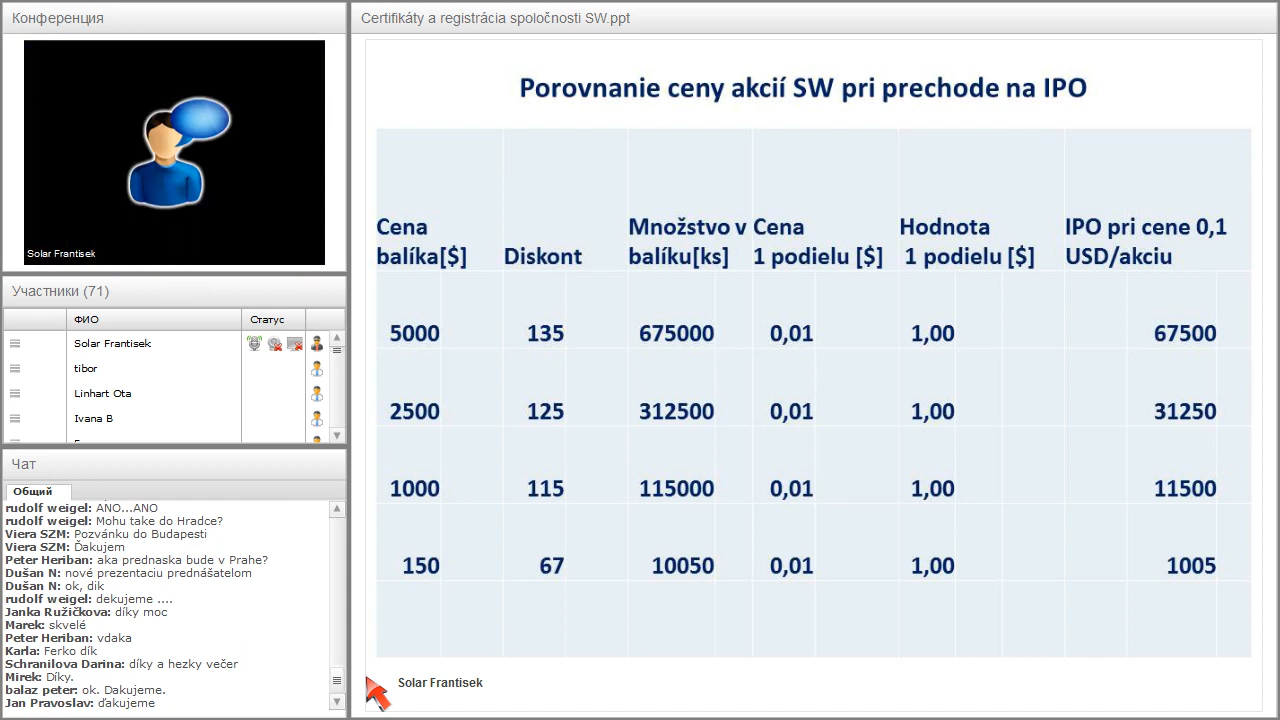 Конференция
Solar Frantisek
Участники (71)
ФИО Статус
Solar Frantisek
tibor
Linhart Ota
Ivana B
Чат
Общий
rudolf weigel: ANO...ANO
rudolf weigel: Mohu take do Hradce?
Viera SZM: Pozvánku do Budapesti
Viera SZM: Ďakujem
Peter Heriban: aka prednaska bude v Prahe?
Dušan N: nové prezentaciu prednášatelom
Dušan N: ok, dik
rudolf weigel: dekujeme ....
Janka Ružičkova: díky moc
Marek: skvelé
Peter Heriban: vdaka
Karla: Ferko dík
Schranilova Darina: díky a hezky večer
Mirek: Díky.
balaz peter: ok. Dakujeme.
Jan Pravoslav: ďakujeme
Certifikáty a registrácia spoločnosti SW.ppt
Porovnanie ceny akcií SW pri prechode na IPO
Cena balíka[$] Diskont Množstvo v balíku[ks] Cena 1 podielu [$] Hodnota 1 podielu [$] IPO pri cene 0,1 USD/akciu
5000 135 675000 0,01 1,00 67500
2500 125 312500 0,01 1,00 31250
1000 115 115000 0,01 1,00 11500
150 67 10050 0,01 1,00 1005
Solar Frantisek